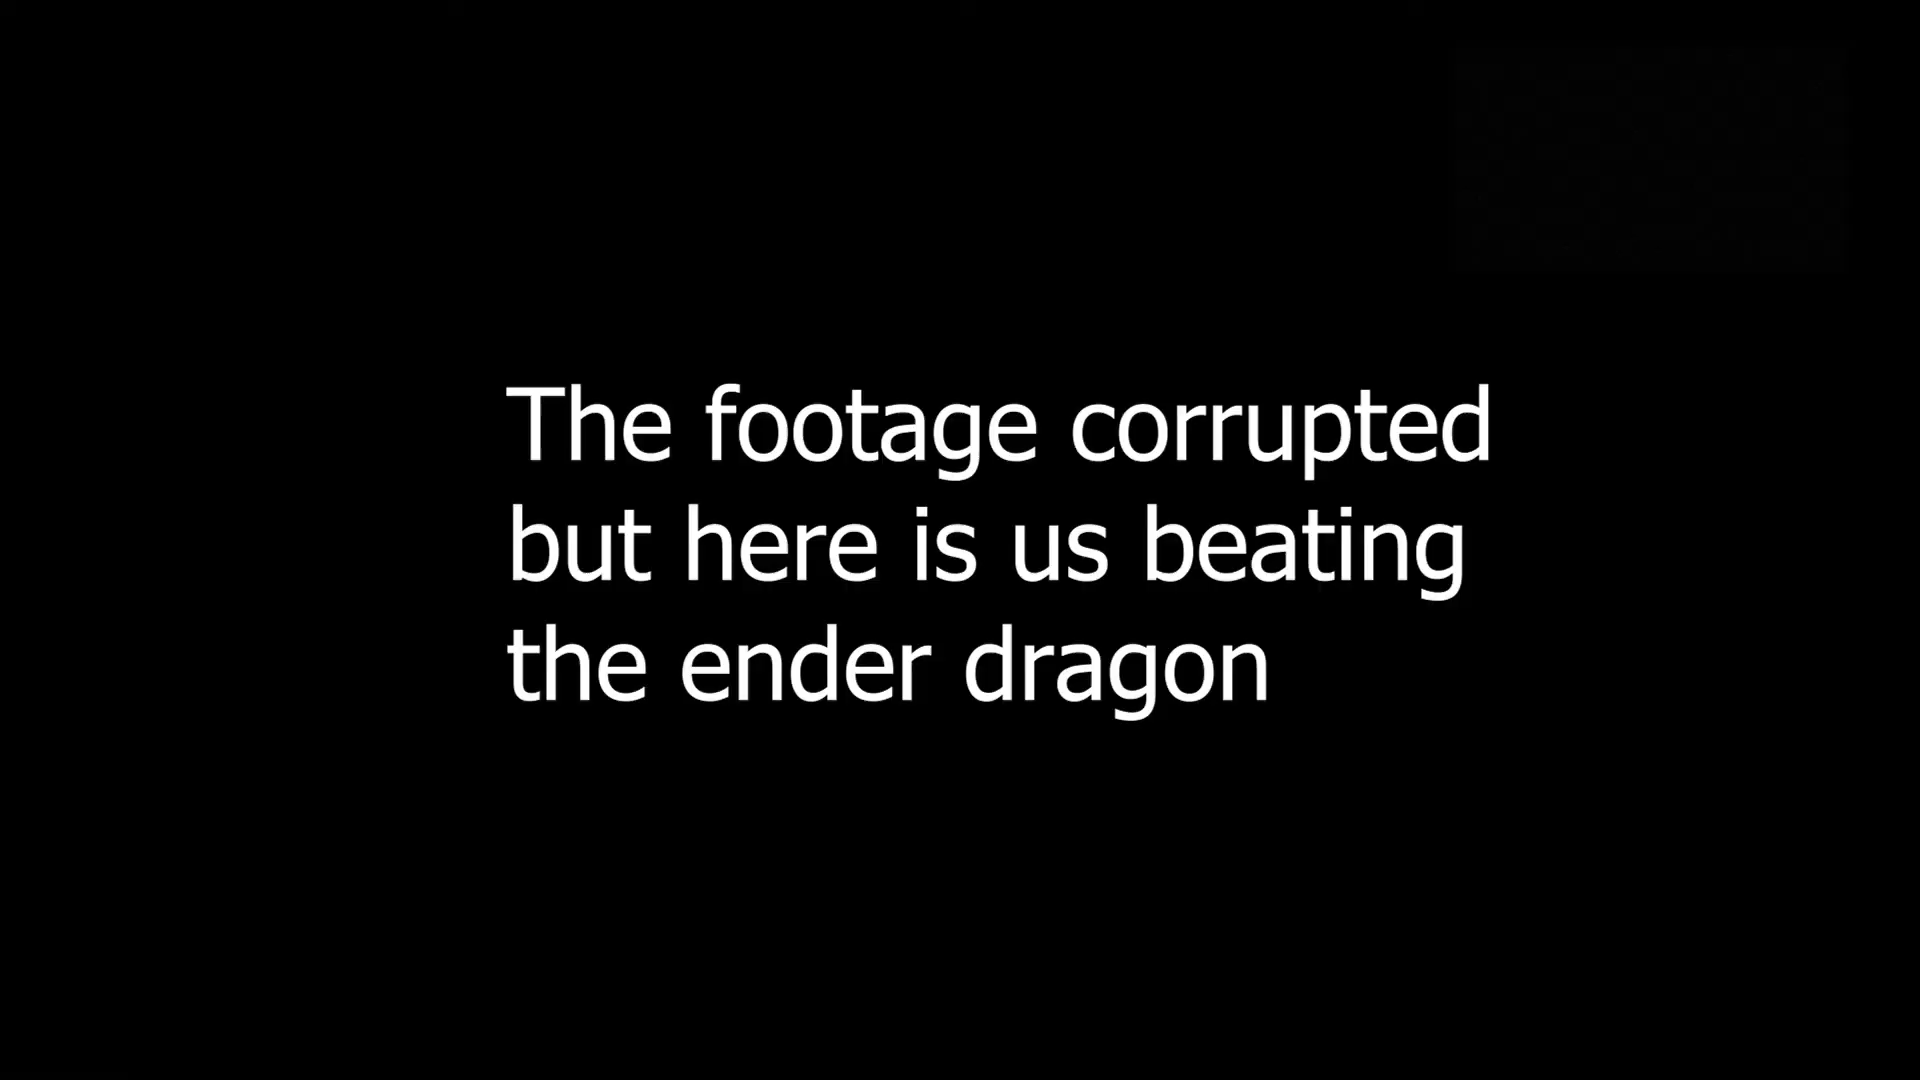 The footage corrupted
but here is us beating
the ender dragon